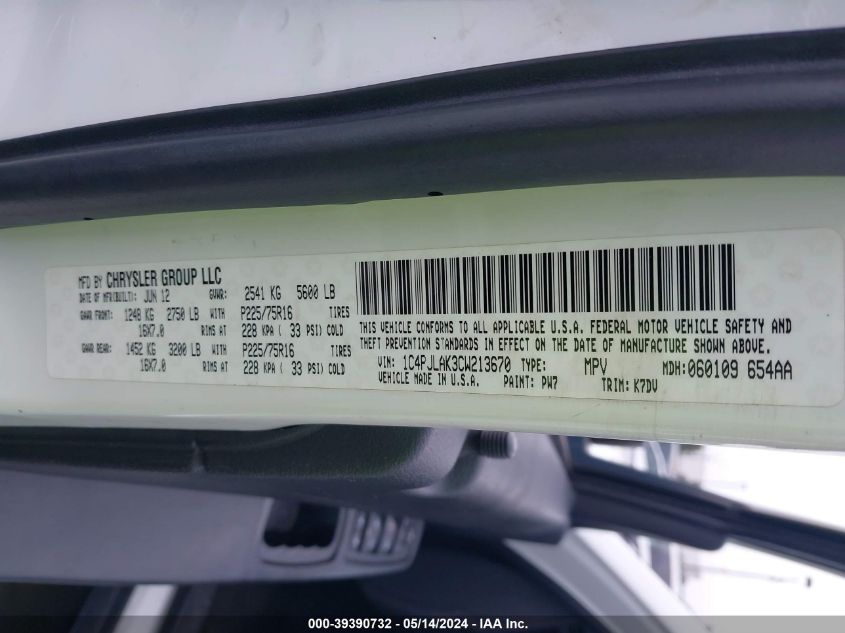 MFD BY CHRYSLER GROUP LLC
DATE OF MFR(BUILT): JUN 12 GVWR: 2541 KG 5600 LB
GAWR FRONT: 1248 KG 2750 LB WITH P225/75R16 TIRES
16X7.0 RIMS AT 228 KPA ( 33 PSI) COLD
GAWR REAR: 1452 KG 3200 LB WITH P225/75R16 TIRES
16X7.0 RIMS AT 228 KPA ( 33 PSI) COLD
THIS VEHICLE CONFORMS TO ALL APPLICABLE U.S.A. FEDERAL MOTOR VEHICLE SAFETY AND
THEFT PREVENTION STANDARDS IN EFFECT ON THE DATE OF MANUFACTURE SHOWN ABOVE.
VIN: 1C4PJLAK3CW213670 TYPE: MPV MDH: 060109 654AA
VEHICLE MADE IN U.S.A. PAINT: PW7 TRIM: K7DV
000-39390732 - 05/14/2024 - IAA Inc.